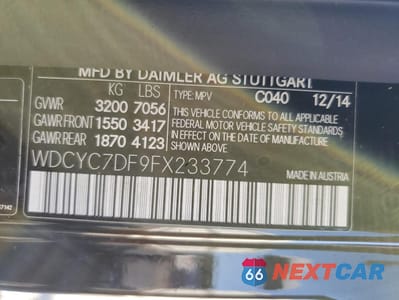 MFD BY DAIMLER AG STUTTGART
KG LBS
TYPE: MPV C040 12/14
GVWR 3200 7056
GAWR FRONT 1550 3417
GAWR REAR 1870 4123
THIS VEHICLE CONFORMS TO ALL APPLICABLE
FEDERAL MOTOR VEHICLE SAFETY
STANDARDS IN EFFECT ON THE DATE OF
MANUFACTURE SHOWN ABOVE
WDCYC7DF9FX233774
MADE IN AUSTRIA
66 NEXTCAR